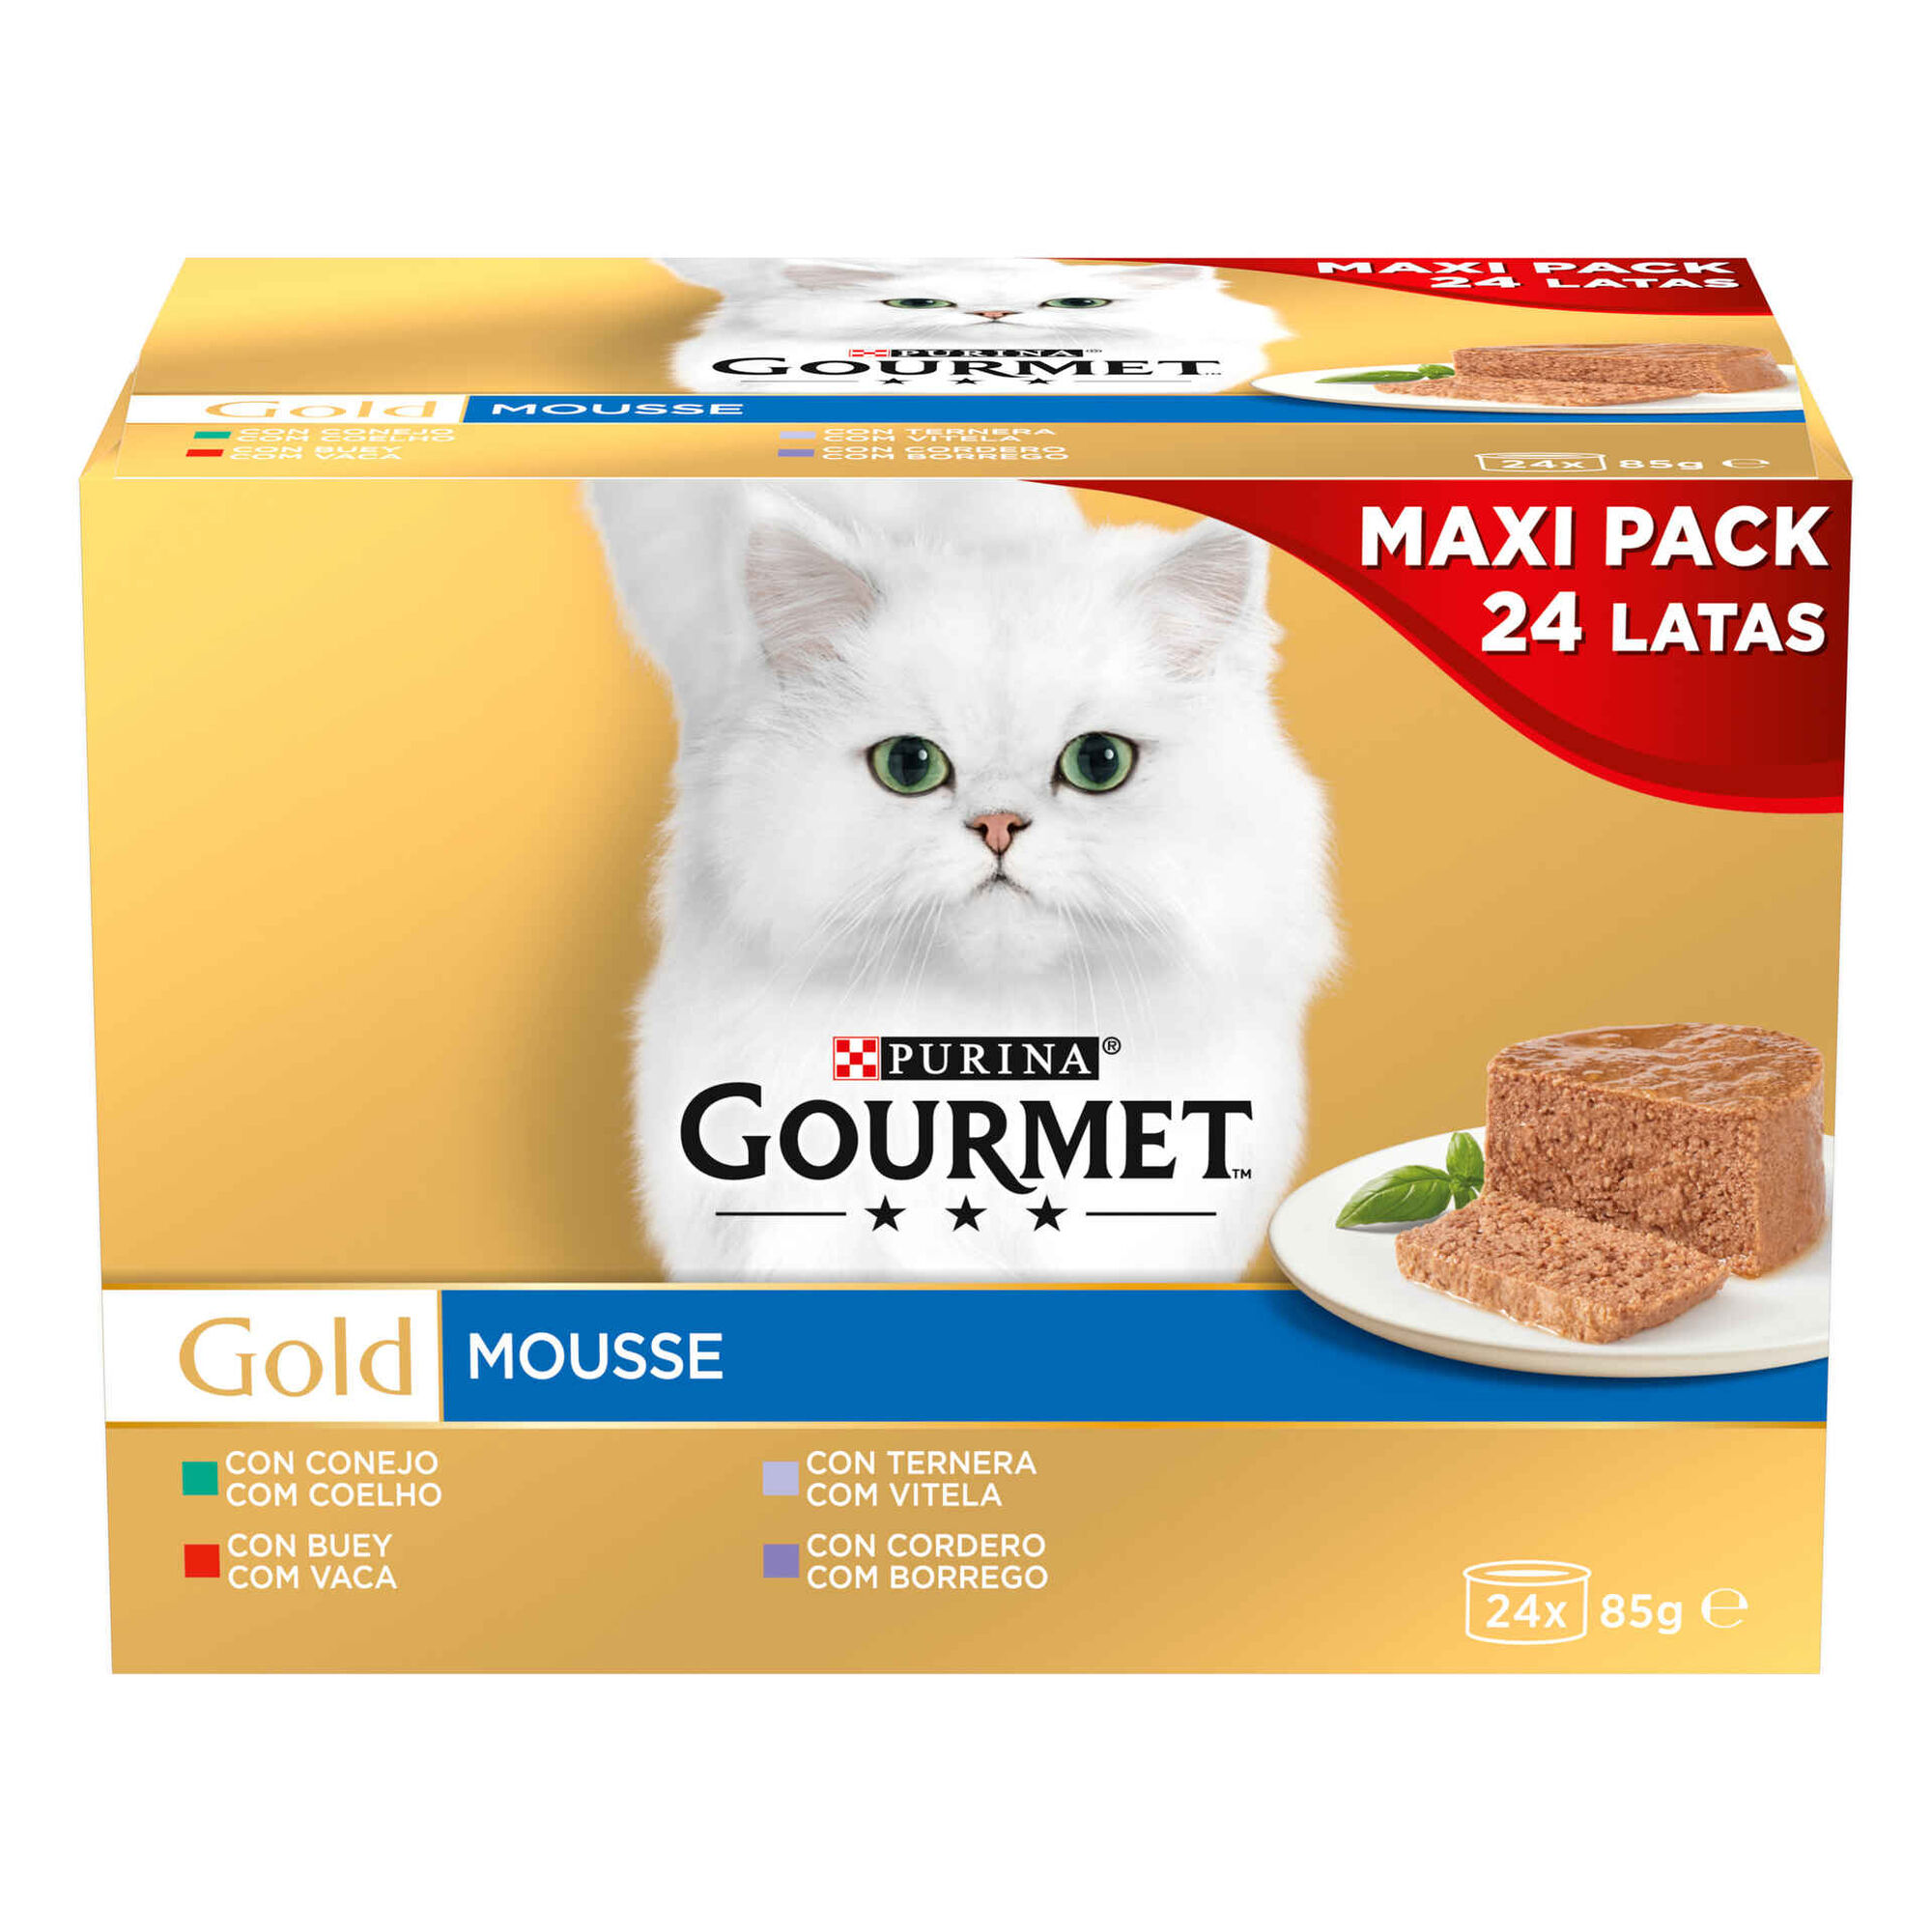 MAXI PACK
24 LATAS
PURINA®
GOURMET™
Gold MOUSSE
CON CONEJO
COM COELHO
CON TERNERA
COM VITELA
CON BUEY
COM VACA
CON CORDERO
COM BORREGO
24x 85g ℮
MAXI PACK
24 LATAS
PURINA®
GOURMET™
Gold MOUSSE
CON CONEJO
COM COELHO
CON TERNERA
COM VITELA
CON BUEY
COM VACA
CON CORDERO
COM BORREGO
24x 85g ℮